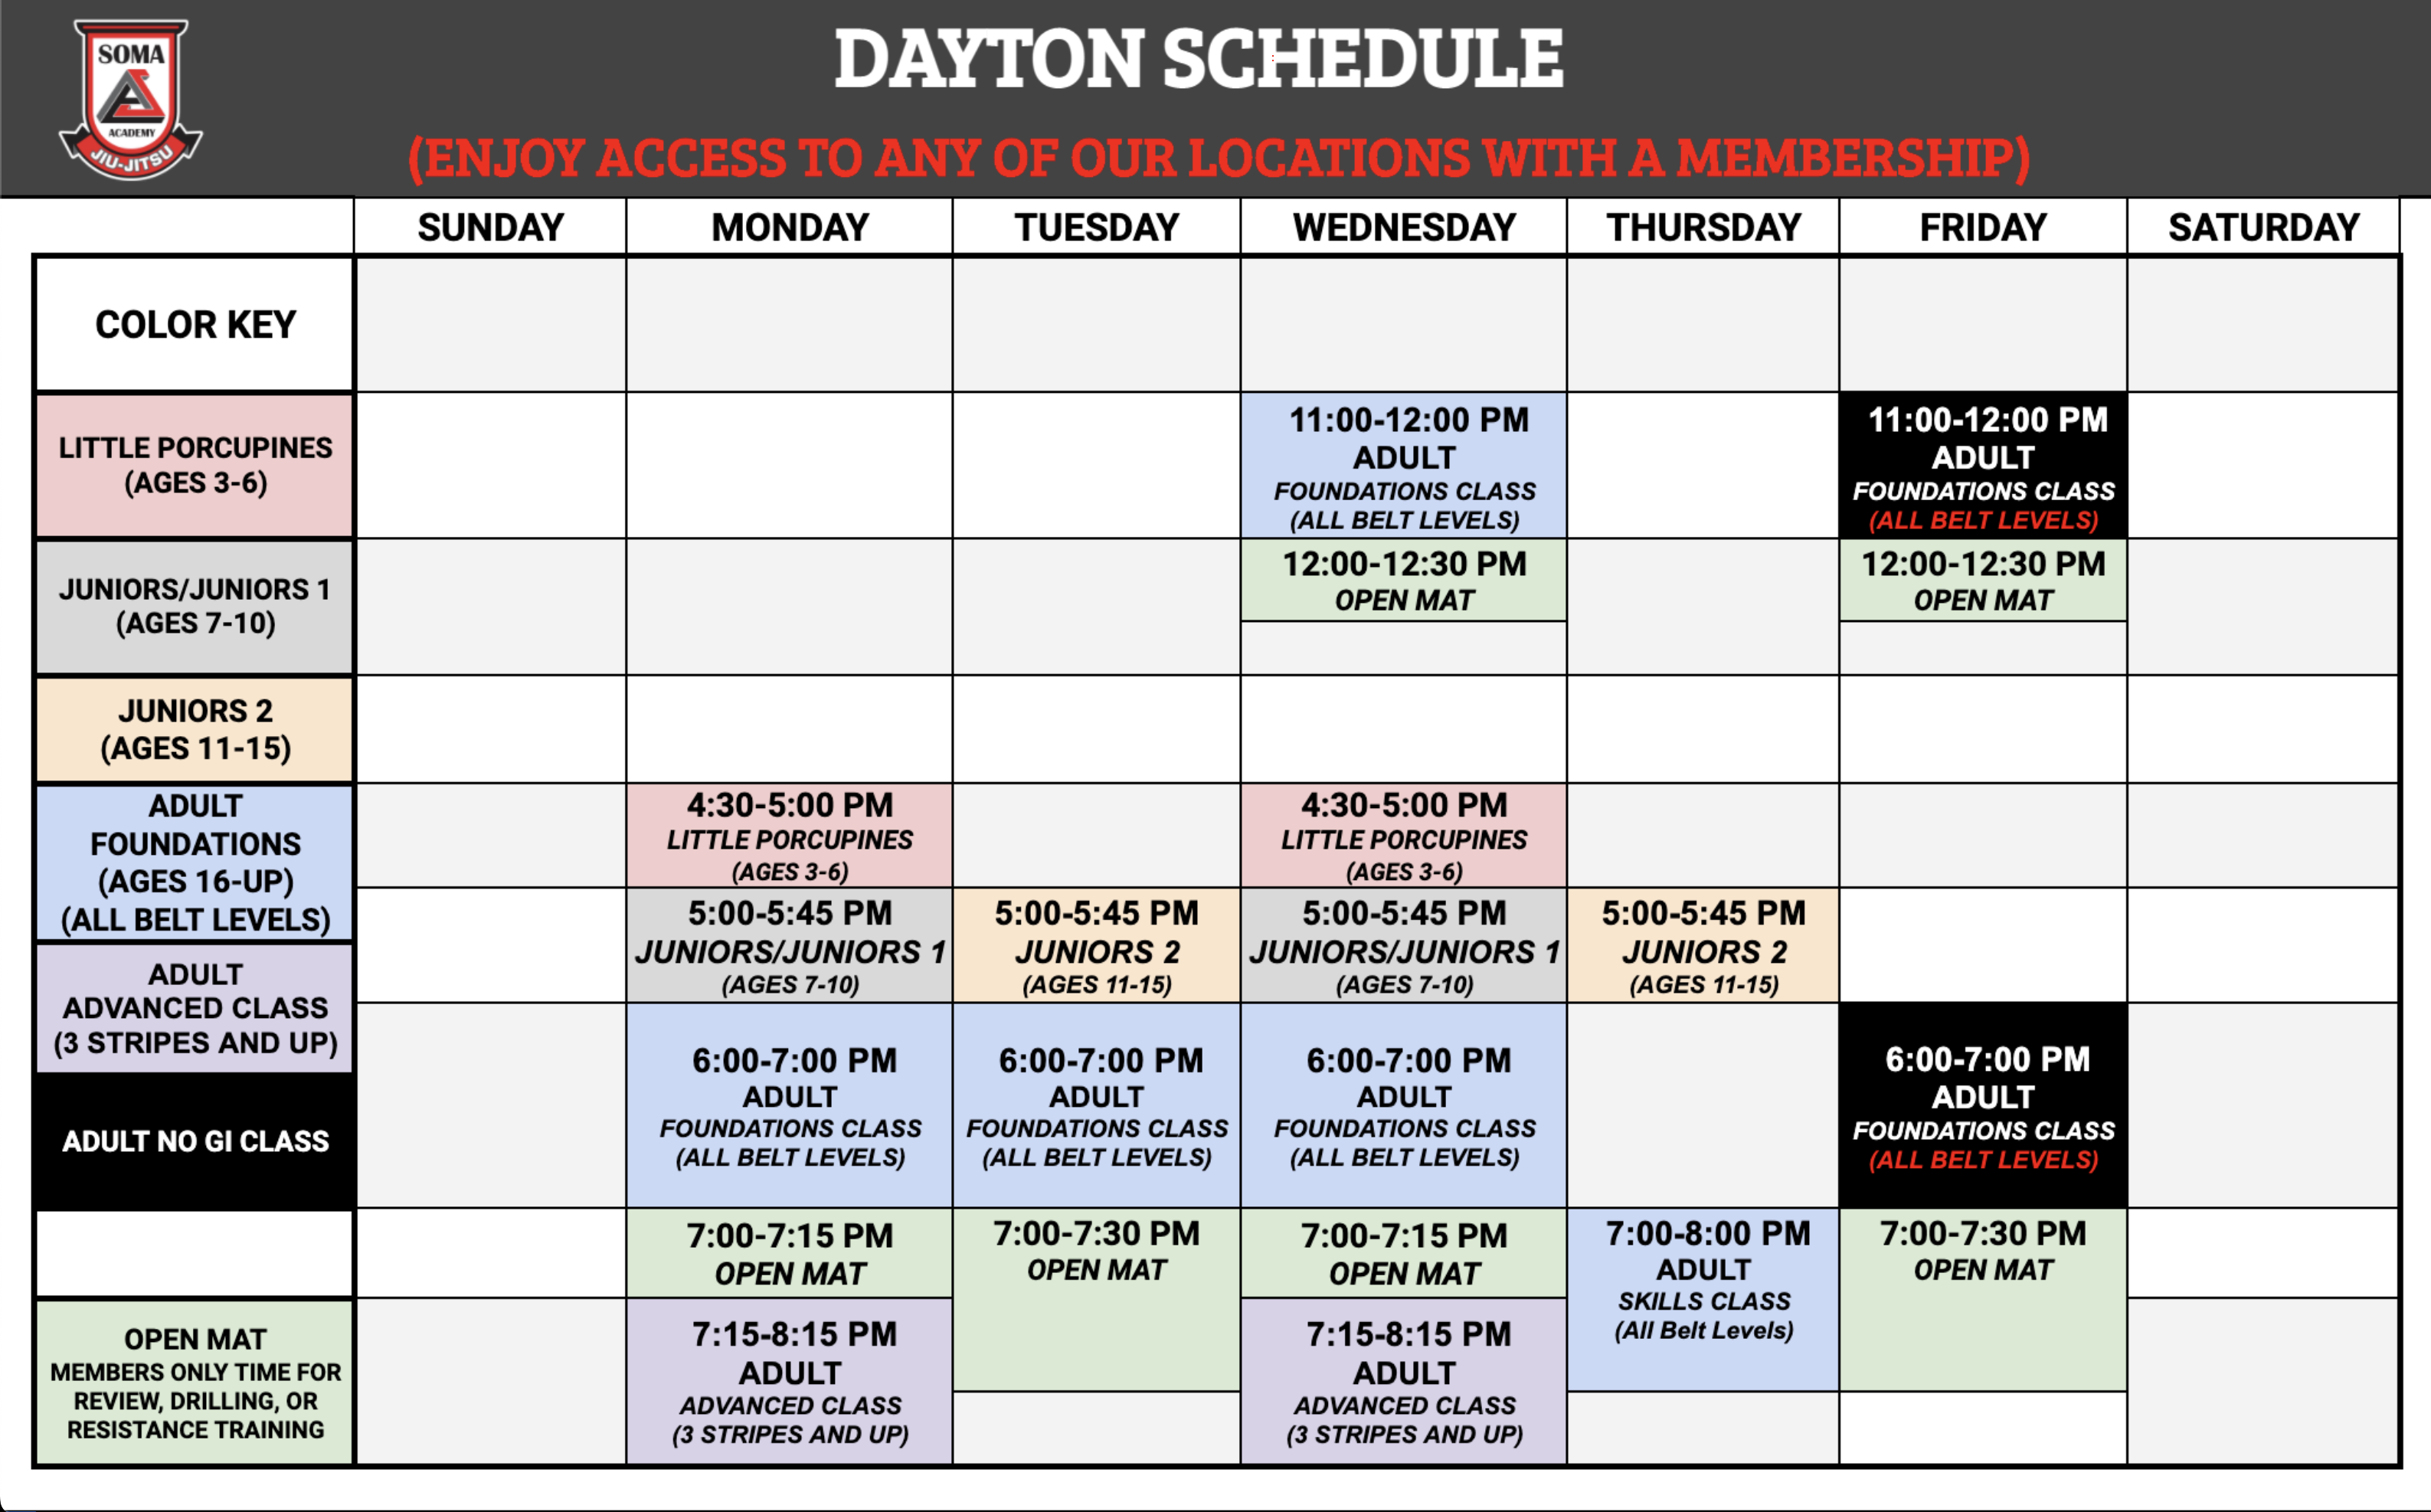 SOMA
ACADEMY
JIU-JITSU
DAYTON SCHEDULE
(ENJOY ACCESS TO ANY OF OUR LOCATIONS WITH A MEMBERSHIP)
SUNDAY MONDAY TUESDAY WEDNESDAY THURSDAY FRIDAY SATURDAY
COLOR KEY
LITTLE PORCUPINES
(AGES 3-6)
11:00-12:00 PM
ADULT
FOUNDATIONS CLASS
(ALL BELT LEVELS)
11:00-12:00 PM
ADULT
FOUNDATIONS CLASS
(ALL BELT LEVELS)
JUNIORS/JUNIORS 1
(AGES 7-10)
12:00-12:30 PM
OPEN MAT
12:00-12:30 PM
OPEN MAT
JUNIORS 2
(AGES 11-15)
ADULT
FOUNDATIONS
(AGES 16-UP)
(ALL BELT LEVELS)
4:30-5:00 PM
LITTLE PORCUPINES
(AGES 3-6)
4:30-5:00 PM
LITTLE PORCUPINES
(AGES 3-6)
5:00-5:45 PM
JUNIORS/JUNIORS 1
(AGES 7-10)
5:00-5:45 PM
JUNIORS 2
(AGES 11-15)
5:00-5:45 PM
JUNIORS/JUNIORS 1
(AGES 7-10)
5:00-5:45 PM
JUNIORS 2
(AGES 11-15)
ADULT
ADVANCED CLASS
(3 STRIPES AND UP)
ADULT NO GI CLASS
6:00-7:00 PM
ADULT
FOUNDATIONS CLASS
(ALL BELT LEVELS)
6:00-7:00 PM
ADULT
FOUNDATIONS CLASS
(ALL BELT LEVELS)
6:00-7:00 PM
ADULT
FOUNDATIONS CLASS
(ALL BELT LEVELS)
6:00-7:00 PM
ADULT
FOUNDATIONS CLASS
(ALL BELT LEVELS)
7:00-7:15 PM
OPEN MAT
7:00-7:30 PM
OPEN MAT
7:00-7:15 PM
OPEN MAT
7:00-8:00 PM
ADULT
SKILLS CLASS
(All Belt Levels)
7:00-7:30 PM
OPEN MAT
OPEN MAT
MEMBERS ONLY TIME FOR
REVIEW, DRILLING, OR
RESISTANCE TRAINING
7:15-8:15 PM
ADULT
ADVANCED CLASS
(3 STRIPES AND UP)
7:15-8:15 PM
ADULT
ADVANCED CLASS
(3 STRIPES AND UP)